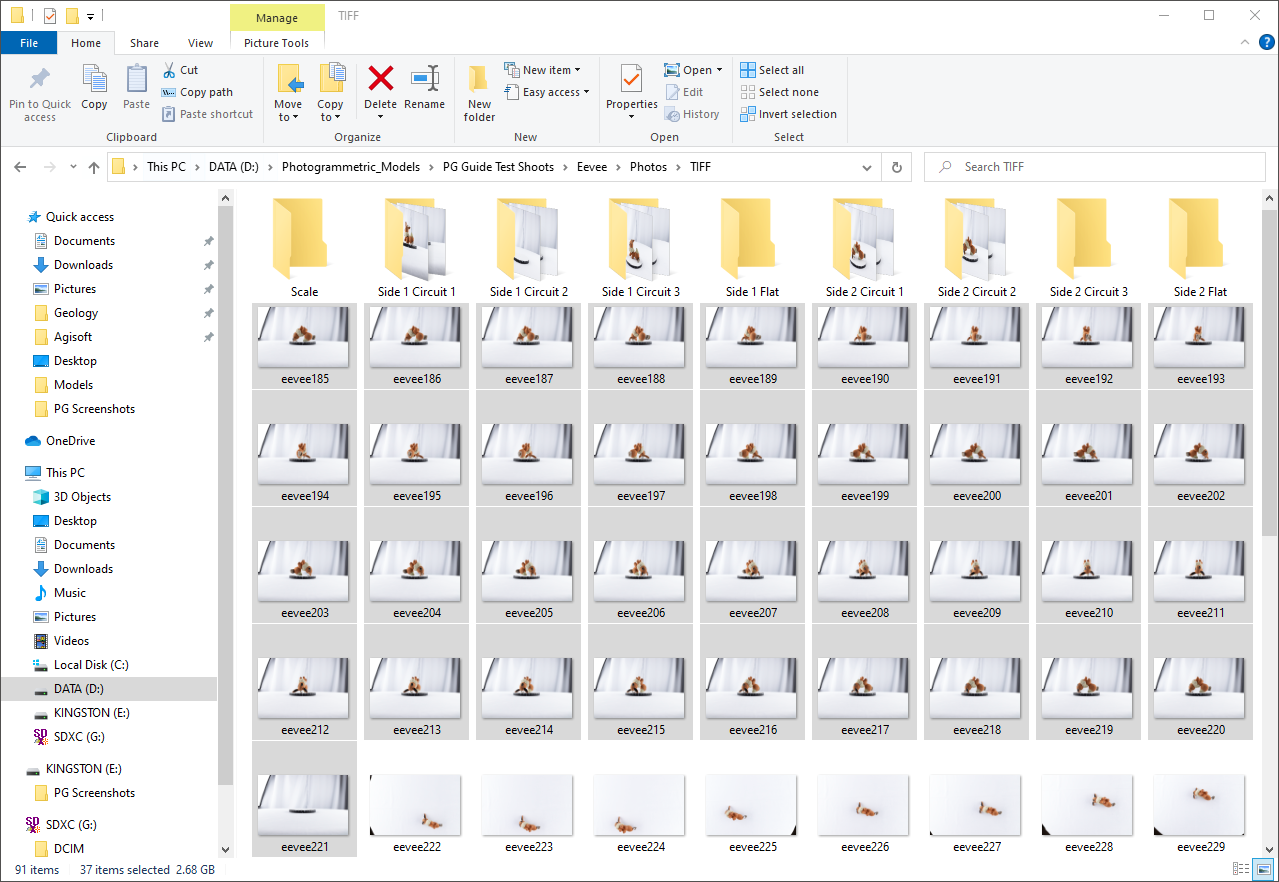 Manage TIFF
File Home Share View Picture Tools
Pin to Quick access
Copy
Paste
Cut
Copy path
Paste shortcut
Clipboard
Move to
Copy to
Delete
Rename
Organize
New folder
New item
Easy access
New
Properties
Open
Edit
History
Open
Select all
Select none
Invert selection
Select
This PC > DATA (D:) > Photogrammetric_Models > PG Guide Test Shoots > Eevee > Photos > TIFF
Search TIFF
Quick access
Documents
Downloads
Pictures
Geology
Agisoft
Desktop
Models
PG Screenshots
OneDrive
This PC
3D Objects
Desktop
Documents
Downloads
Music
Pictures
Videos
Local Disk (C:)
DATA (D:)
KINGSTON (E:)
SDXC (G:)
KINGSTON (E:)
PG Screenshots
SDXC (G:)
DCIM
Scale Side 1 Circuit 1 Side 1 Circuit 2 Side 1 Circuit 3 Side 1 Flat Side 2 Circuit 1 Side 2 Circuit 2 Side 2 Circuit 3 Side 2 Flat
eevee185 eevee186 eevee187 eevee188 eevee189 eevee190 eevee191 eevee192 eevee193
eevee194 eevee195 eevee196 eevee197 eevee198 eevee199 eevee200 eevee201 eevee202
eevee203 eevee204 eevee205 eevee206 eevee207 eevee208 eevee209 eevee210 eevee211
eevee212 eevee213 eevee214 eevee215 eevee216 eevee217 eevee218 eevee219 eevee220
eevee221 eevee222 eevee223 eevee224 eevee225 eevee226 eevee227 eevee228 eevee229
91 items 37 items selected 2.68 GB